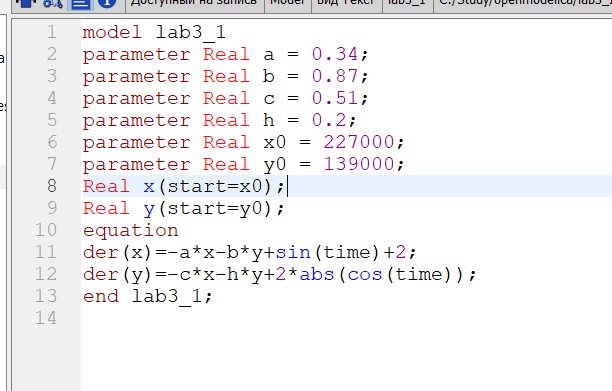 Доступный на запись Model Вид Текст lab3_1 C:/Study/openmodelica/lab3_1
1 model lab3_1
2 parameter Real a = 0.34;
3 parameter Real b = 0.87;
4 parameter Real c = 0.51;
5 parameter Real h = 0.2;
6 parameter Real x0 = 227000;
7 parameter Real y0 = 139000;
8 Real x(start=x0);
9 Real y(start=y0);
10 equation
11 der(x)=-a*x-b*y+sin(time)+2;
12 der(y)=-c*x-h*y+2*abs(cos(time));
13 end lab3_1;
14